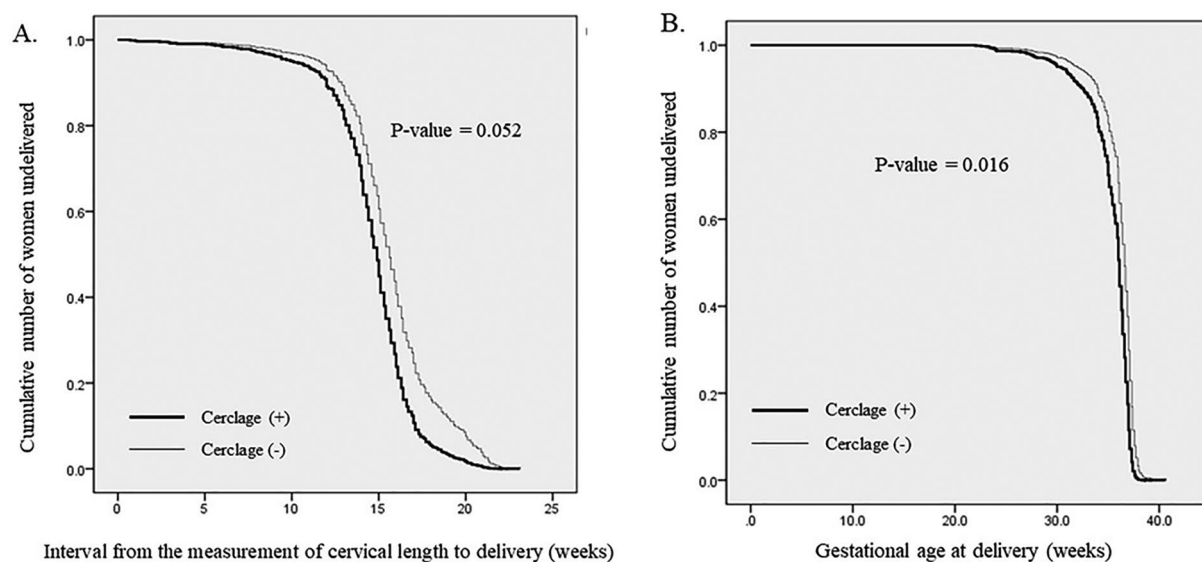 A.
Cumulative number of women undelivered
1.0
0.8
0.6
0.4
0.2
0.0
P-value = 0.052
Cerclage (+)
Cerclage (-)
0 5 10 15 20 25
Interval from the measurement of cervical length to delivery (weeks)
B.
Cumulative number of women undelivered
1.0
0.8
0.6
0.4
0.2
0.0
P-value = 0.016
Cerclage (+)
Cerclage (-)
.0 10.0 20.0 30.0 40.0
Gestational age at delivery (weeks)